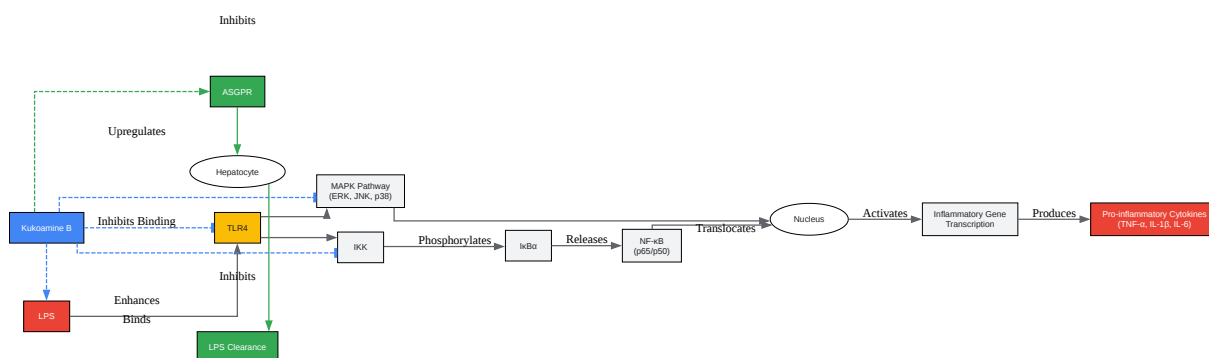 Inhibits
ASGPR
Upregulates
Hepatocyte
MAPK Pathway
(ERK, JNK, p38)
Kukoamine B
Inhibits Binding
TLR4
IKK
Phosphorylates
IκBα
Releases
NF-κB
(p65/p50)
Translocates
Nucleus
Activates
Inflammatory Gene
Transcription
Produces
Pro-inflammatory Cytokines
(TNF-α, IL-1β, IL-6)
Inhibits
Enhances
LPS
Binds
LPS Clearance